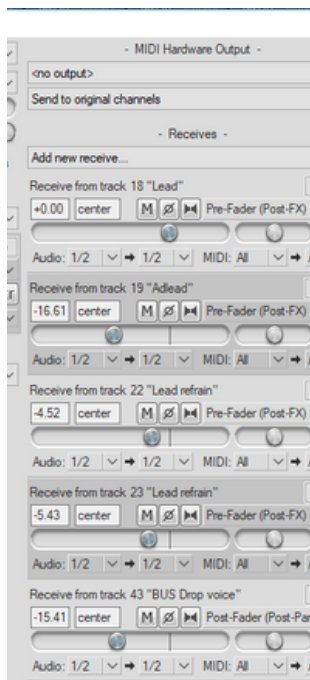 - MIDI Hardware Output -
<no output>
Send to original channels
- Receives -
Add new receive...
Receive from track 18 "Lead"
+0.00 center M Ø Pre-Fader (Post-FX)
Audio: 1/2 → 1/2 MIDI: All →
Receive from track 19 "Adlead"
-16.61 center M Ø Pre-Fader (Post-FX)
Audio: 1/2 → 1/2 MIDI: All →
Receive from track 22 "Lead refrain"
-4.52 center M Ø Pre-Fader (Post-FX)
Audio: 1/2 → 1/2 MIDI: All →
Receive from track 23 "Lead refrain"
-5.43 center M Ø Pre-Fader (Post-FX)
Audio: 1/2 → 1/2 MIDI: All →
Receive from track 43 "BUS Drop voice"
-15.41 center M Ø Post-Fader (Post-Pan
Audio: 1/2 → 1/2 MIDI: All →